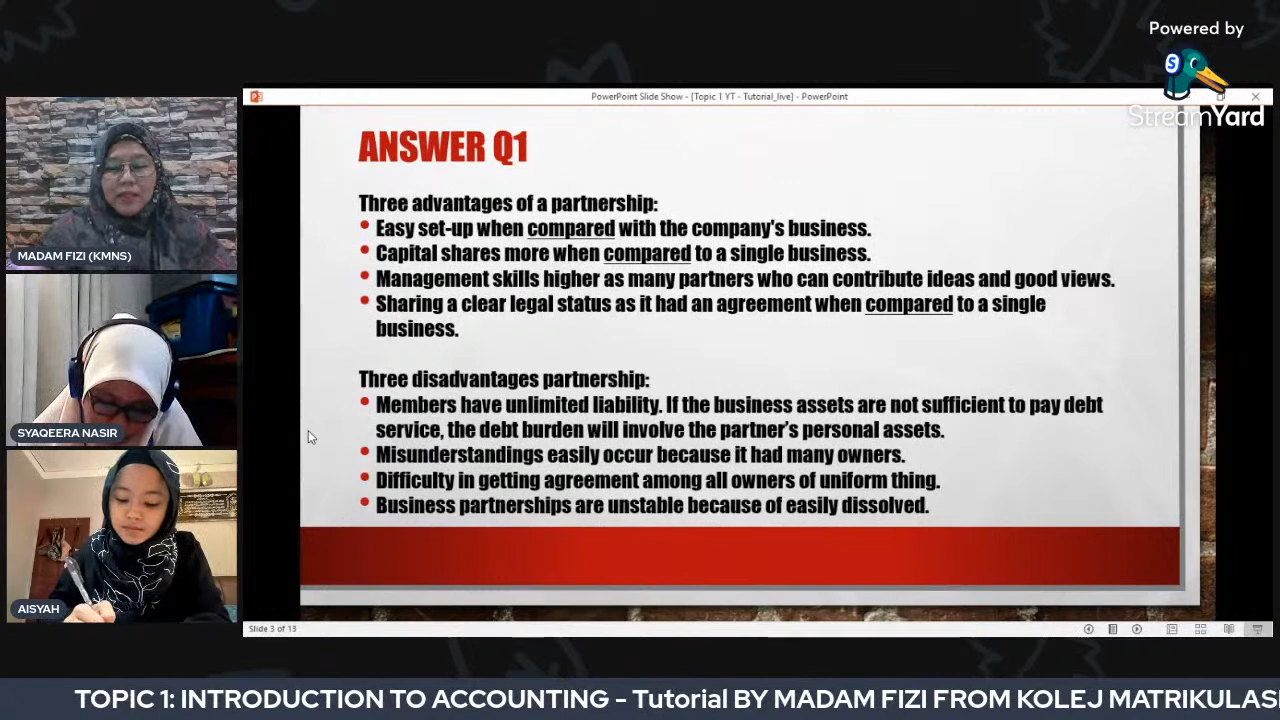 Powered by
StreamYard
PowerPoint Slide Show - [Topic 1 YT - Tutorial_live] - PowerPoint
MADAM FIZI (KMNS)
SYAQEERA NASIR
AISYAH
ANSWER Q1
Three advantages of a partnership:
• Easy set-up when compared with the company's business.
• Capital shares more when compared to a single business.
• Management skills higher as many partners who can contribute ideas and good views.
• Sharing a clear legal status as it had an agreement when compared to a single
business.
Three disadvantages partnership:
• Members have unlimited liability. If the business assets are not sufficient to pay debt
service, the debt burden will involve the partner's personal assets.
• Misunderstandings easily occur because it had many owners.
• Difficulty in getting agreement among all owners of uniform thing.
• Business partnerships are unstable because of easily dissolved.
Slide 3 of 13
TOPIC 1: INTRODUCTION TO ACCOUNTING - Tutorial BY MADAM FIZI FROM KOLEJ MATRIKULAS